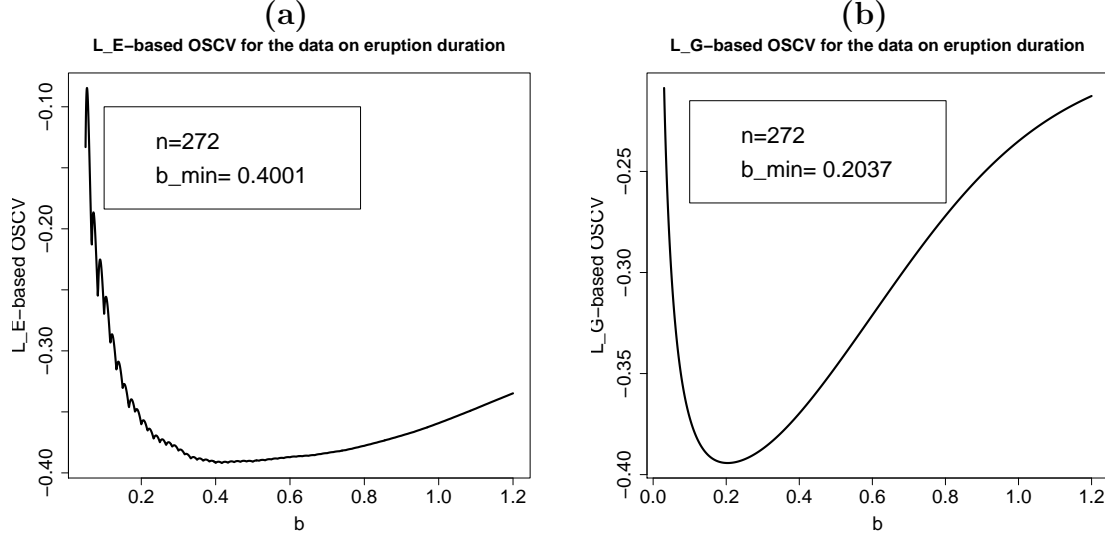 (a)
L_E−based OSCV for the data on eruption duration
n=272
b_min= 0.4001
L_E−based OSCV
−0.10
−0.20
−0.30
−0.40
0.2
0.4
0.6
0.8
1.0
1.2
b
(b)
L_G−based OSCV for the data on eruption duration
n=272
b_min= 0.2037
L_G−based OSCV
−0.25
−0.30
−0.35
−0.40
0.0
0.2
0.4
0.6
0.8
1.0
1.2
b